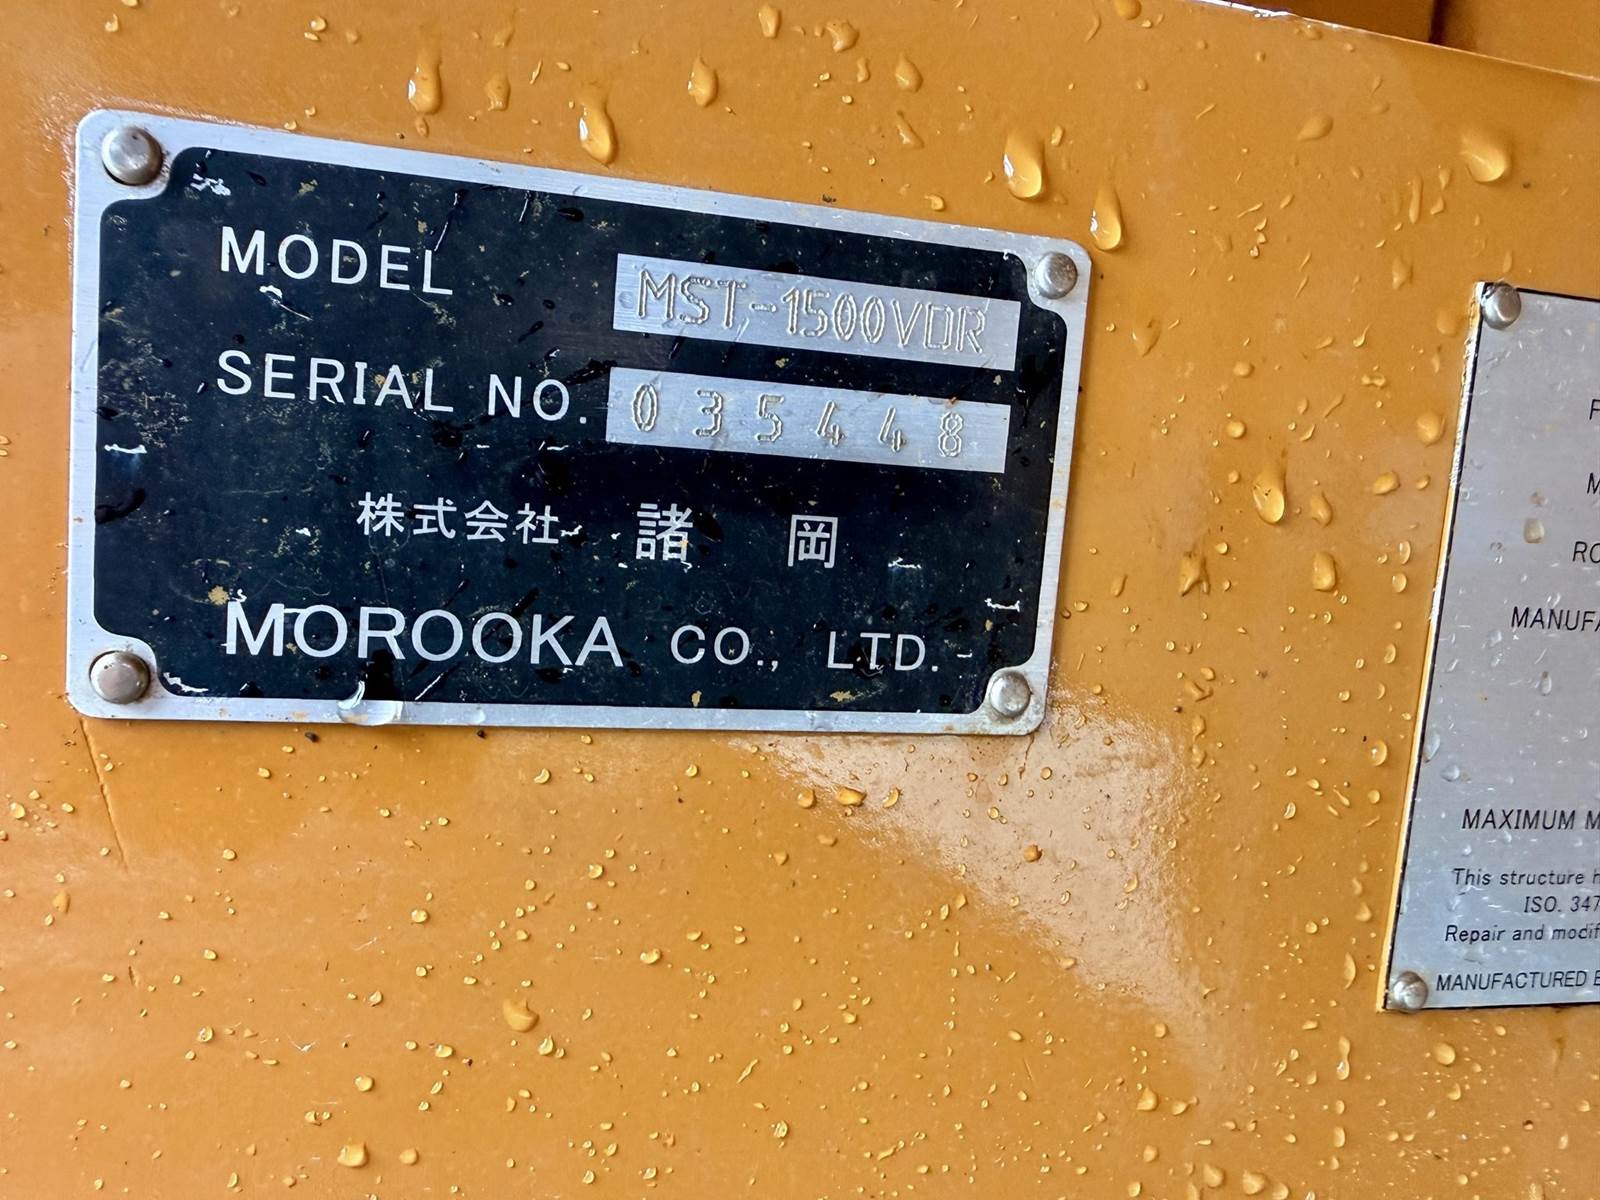 MODEL MST-1500VDR
SERIAL NO. 035448
株式会社 諸岡
MOROOKA CO., LTD.
MAXIMUM
This structure
ISO. 347
Repair and
MANUFACTURED